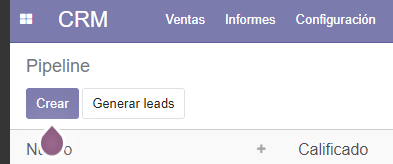 CRM Ventas Informes Configuración
Pipeline
Crear Generar leads
+ Calificado